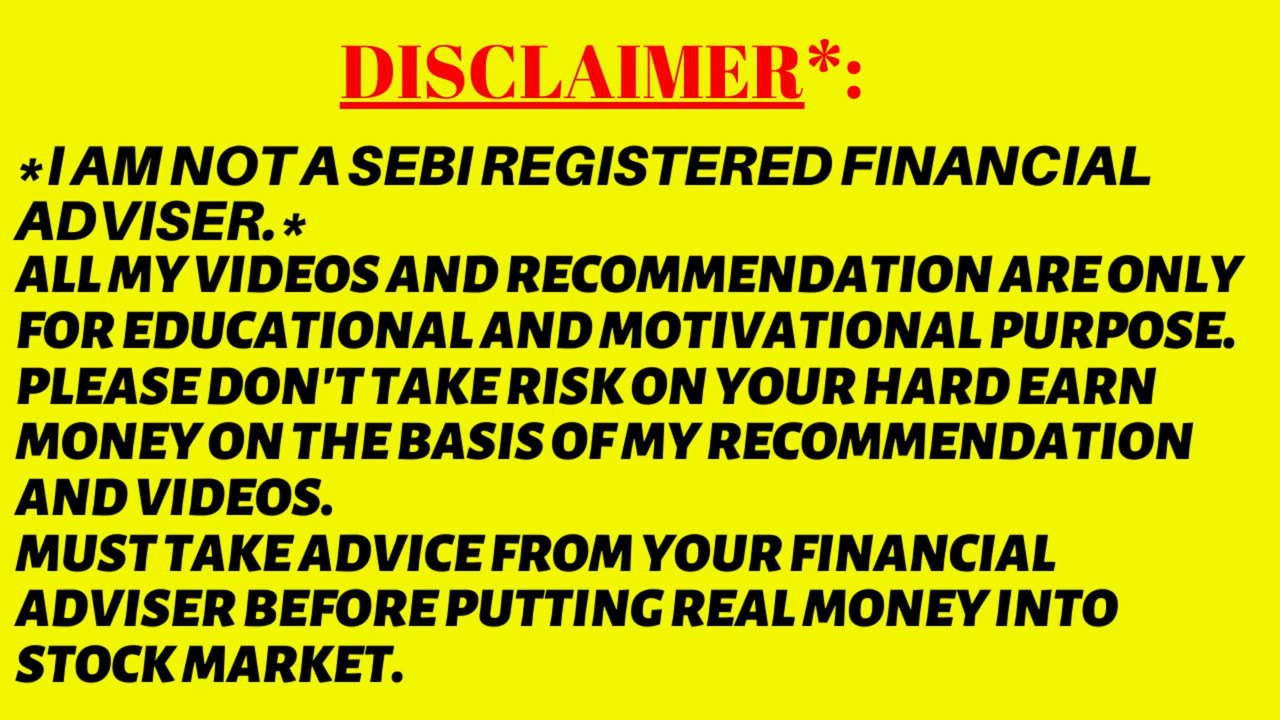 DISCLAIMER*:
*I AM NOT A SEBI REGISTERED FINANCIAL
ADVISER.*
ALL MY VIDEOS AND RECOMMENDATION ARE ONLY
FOR EDUCATIONAL AND MOTIVATIONAL PURPOSE.
PLEASE DON'T TAKE RISK ON YOUR HARD EARN
MONEY ON THE BASIS OF MY RECOMMENDATION
AND VIDEOS.
MUST TAKE ADVICE FROM YOUR FINANCIAL
ADVISER BEFORE PUTTING REAL MONEY INTO
STOCK MARKET.